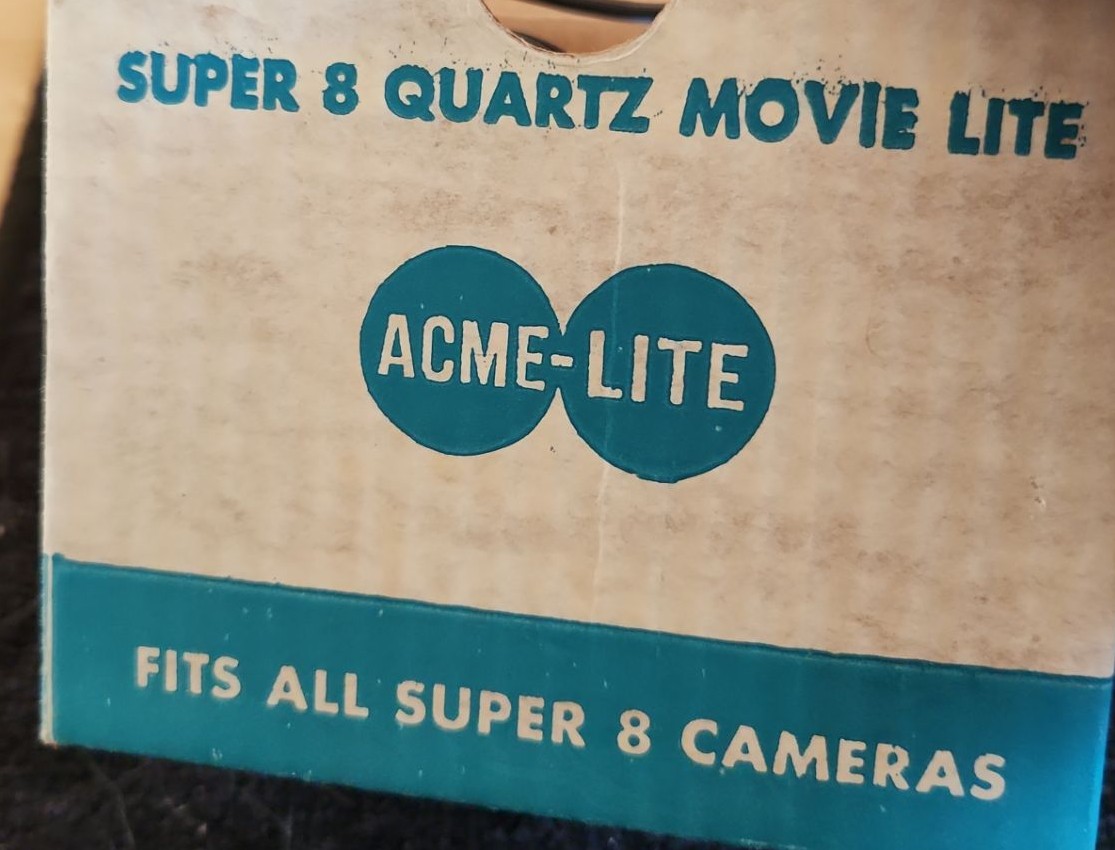 SUPER 8 QUARTZ MOVIE LITE
ACME-LITE
FITS ALL SUPER 8 CAMERAS